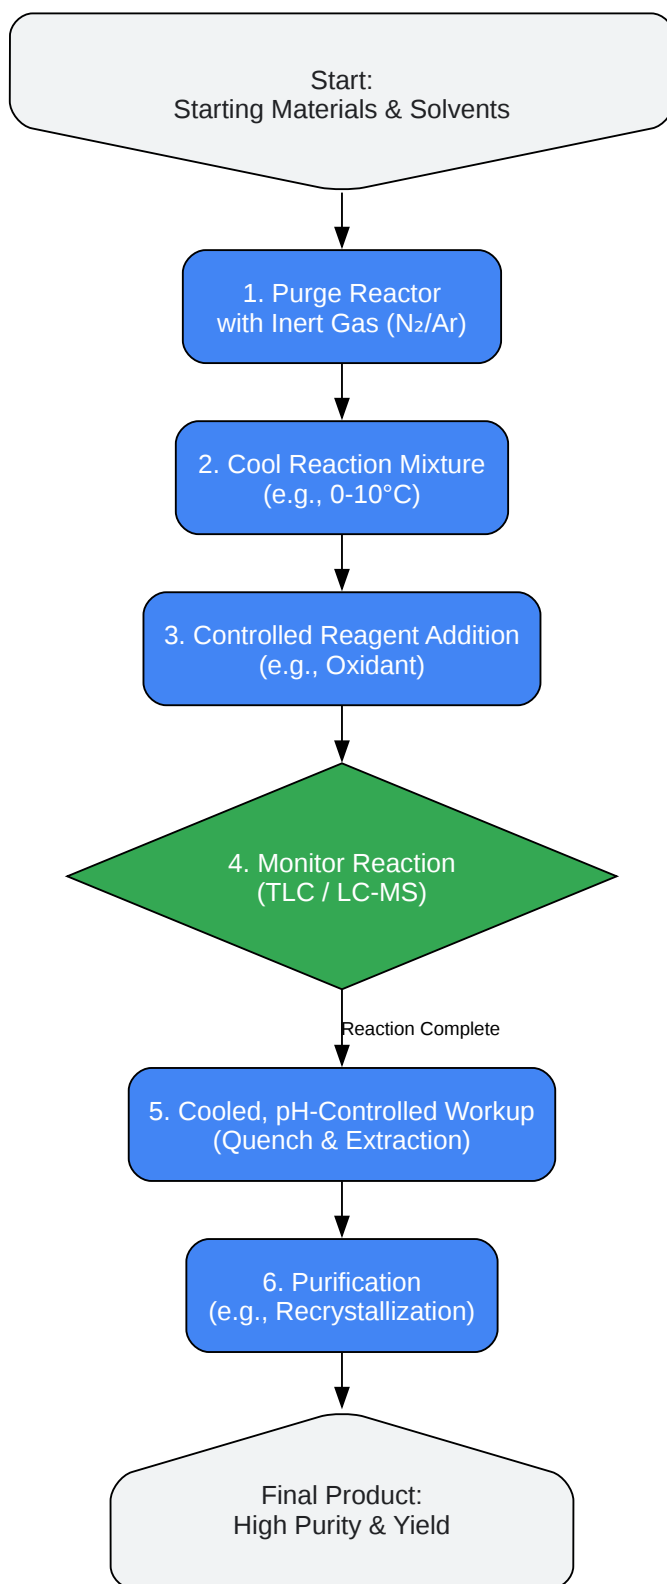 Start:
Starting Materials & Solvents
1. Purge Reactor
with Inert Gas (N₂/Ar)
2. Cool Reaction Mixture
(e.g., 0-10°C)
3. Controlled Reagent Addition
(e.g., Oxidant)
4. Monitor Reaction
(TLC / LC-MS)
Reaction Complete
5. Cooled, pH-Controlled Workup
(Quench & Extraction)
6. Purification
(e.g., Recrystallization)
Final Product:
High Purity & Yield